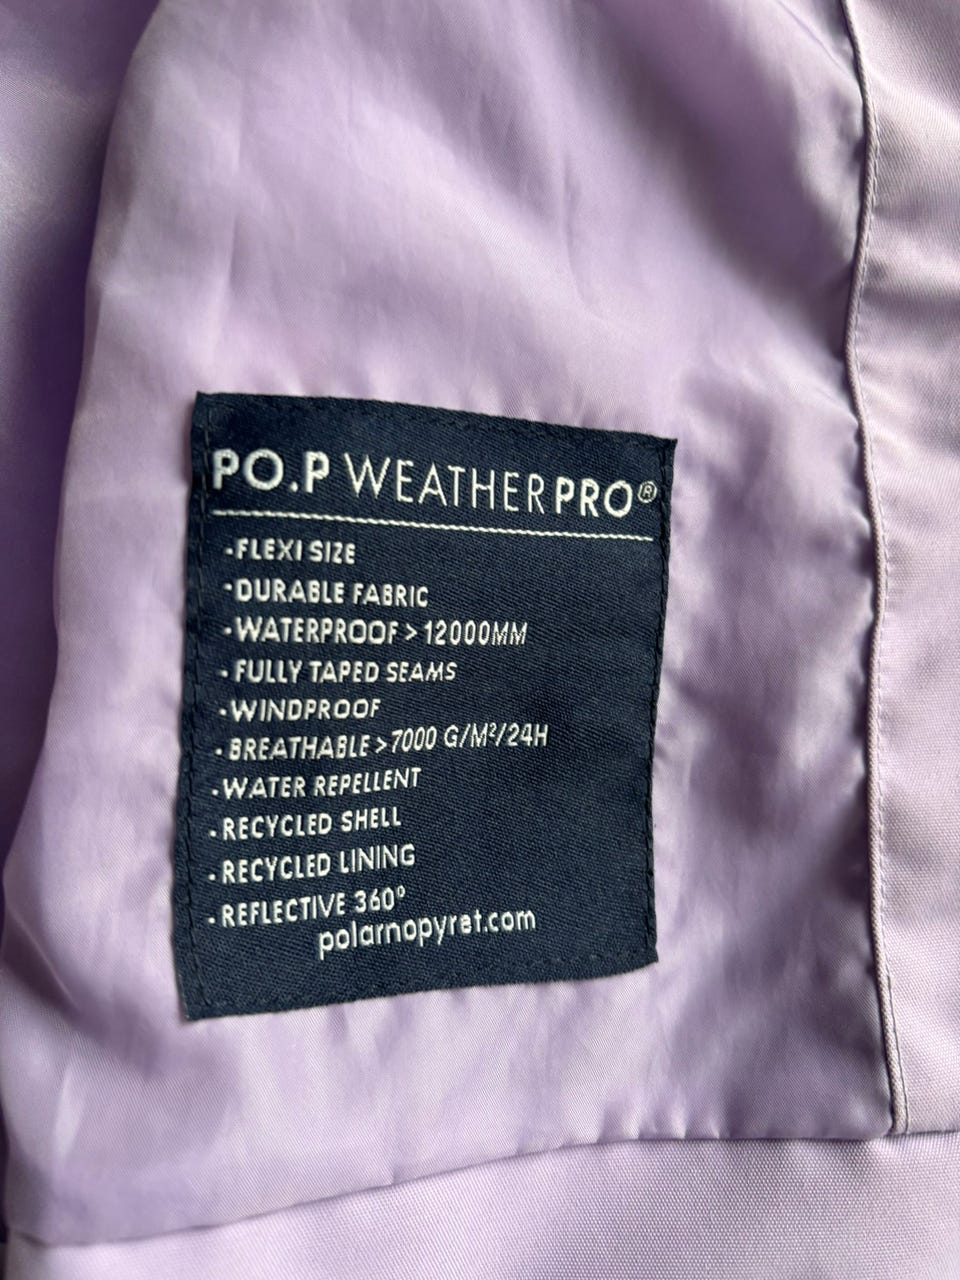 PO.P WEATHERPRO®
-FLEXI SIZE
-DURABLE FABRIC
-WATERPROOF > 12000MM
-FULLY TAPED SEAMS
-WINDPROOF
-BREATHABLE > 7000 G/M²/24H
-WATER REPELLENT
-RECYCLED SHELL
-RECYCLED LINING
-REFLECTIVE 360°
polarnopyret.com